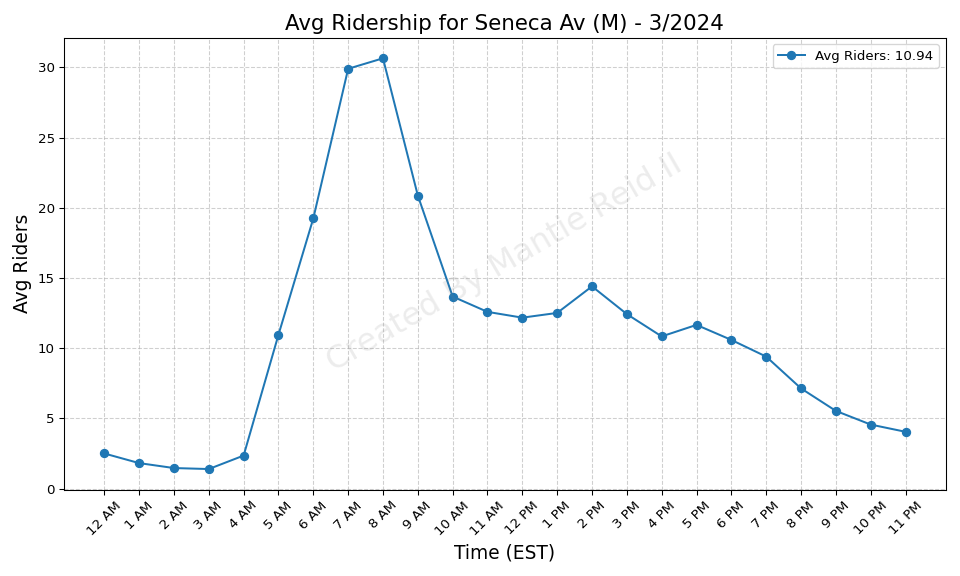 Avg Ridership for Seneca Av (M) - 3/2024
Avg Riders: 10.94
Avg Riders
30
25
20
15
10
5
0
Created By Mantie Reid II
12 AM
1 AM
2 AM
3 AM
4 AM
5 AM
6 AM
7 AM
8 AM
9 AM
10 AM
11 AM
12 PM
1 PM
2 PM
3 PM
4 PM
5 PM
6 PM
7 PM
8 PM
9 PM
10 PM
11 PM
Time (EST)